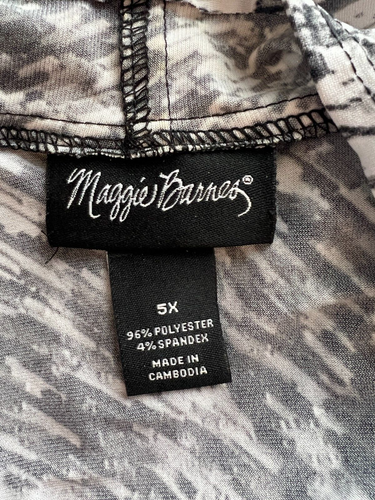 Maggie Barnes®
5X
96% POLYESTER
4% SPANDEX
MADE IN
CAMBODIA